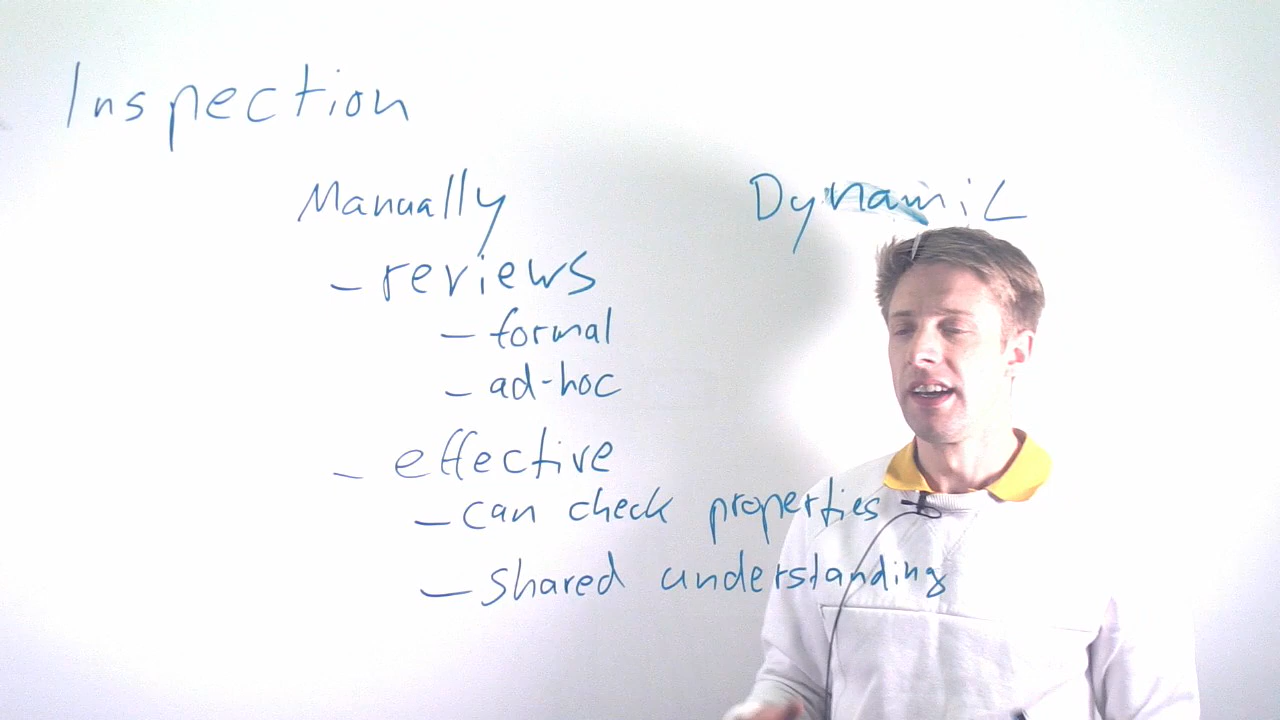 Inspection
Manually
- reviews
- formal
- ad-hoc
- effective
- can check properties
- shared understanding
Dynamic